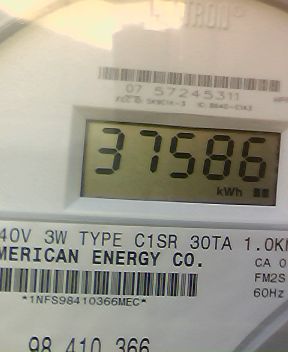 TRON®
07 57245311
37586
kWh
40V 3W TYPE C1SR 30TA 1.0K
MERICAN ENERGY CO.
CA 0
FM2S
60Hz
*1NFS98410366MEC*
98 410 366